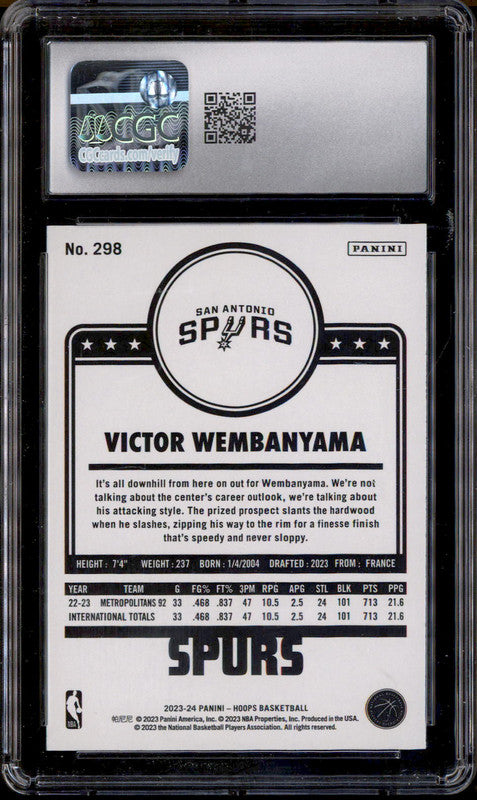 CGC
CGCcards.com/verify
No. 298
PANINI
SAN ANTONIO
SPURS
VICTOR WEMBANYAMA
It's all downhill from here on out for Wembanyama. We're not
talking about the center's career outlook, we're talking about
his attacking style. The prized prospect slants the hardwood
when he slashes, zipping his way to the rim for a finesse finish
that's speedy and never sloppy.
HEIGHT: 7'4" WEIGHT: 237 BORN: 1/4/2004 DRAFTED: 2023 FROM: FRANCE
YEAR TEAM G FG% FT% 3PM RPG APG STL BLK PTS PPG
22-23 METROPOLITANS 92 33 .468 .837 47 10.5 2.5 24 101 713 21.6
INTERNATIONAL TOTALS 33 .468 .837 47 10.5 2.5 24 101 713 21.6
SPURS
2023-24 PANINI – HOOPS BASKETBALL
帕尼尼 © 2023 Panini America, Inc. © 2023 NBA Properties, Inc. Produced in the USA.
© 2023 the National Basketball Players Association. All rights reserved.
NBA